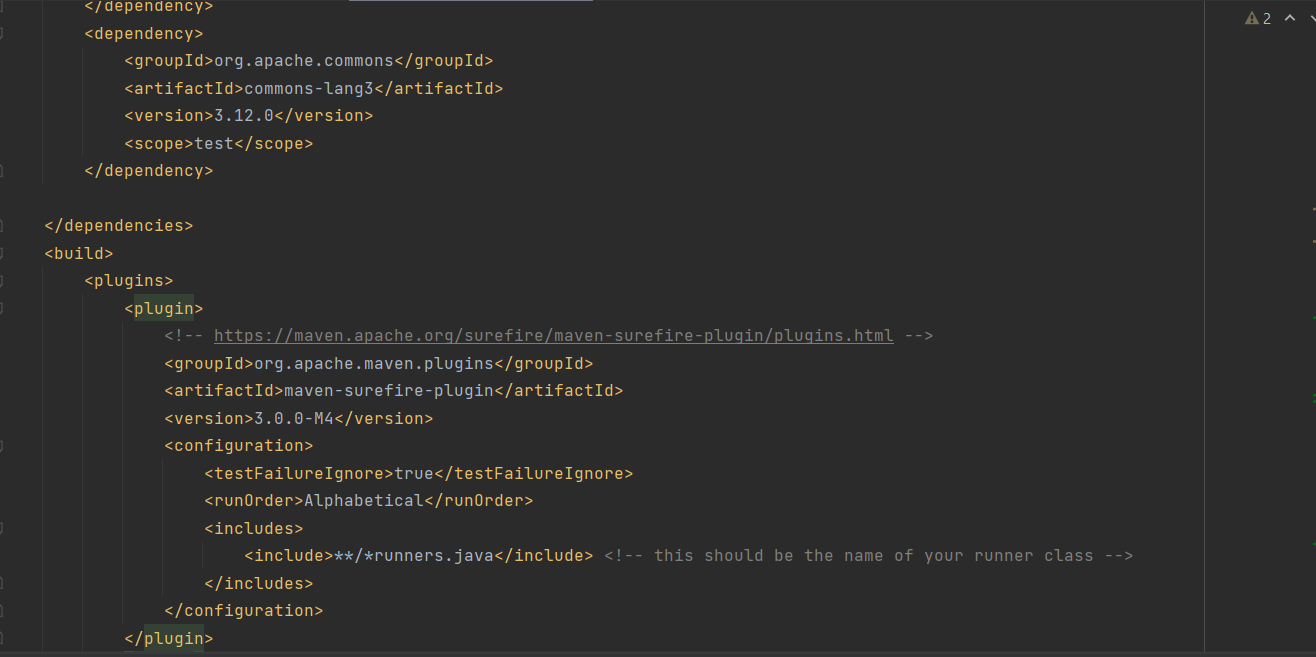 </dependency>
        <dependency>
            <groupId>org.apache.commons</groupId>
            <artifactId>commons-lang3</artifactId>
            <version>3.12.0</version>
            <scope>test</scope>
        </dependency>

    </dependencies>
    <build>
        <plugins>
            <plugin>
                <!-- https://maven.apache.org/surefire/maven-surefire-plugin/plugins.html -->
                <groupId>org.apache.maven.plugins</groupId>
                <artifactId>maven-surefire-plugin</artifactId>
                <version>3.0.0-M4</version>
                <configuration>
                    <testFailureIgnore>true</testFailureIgnore>
                    <runOrder>Alphabetical</runOrder>
                    <includes>
                        <include>**/*runners.java</include> <!-- this should be the name of your runner class -->
                    </includes>
                </configuration>
            </plugin>
2